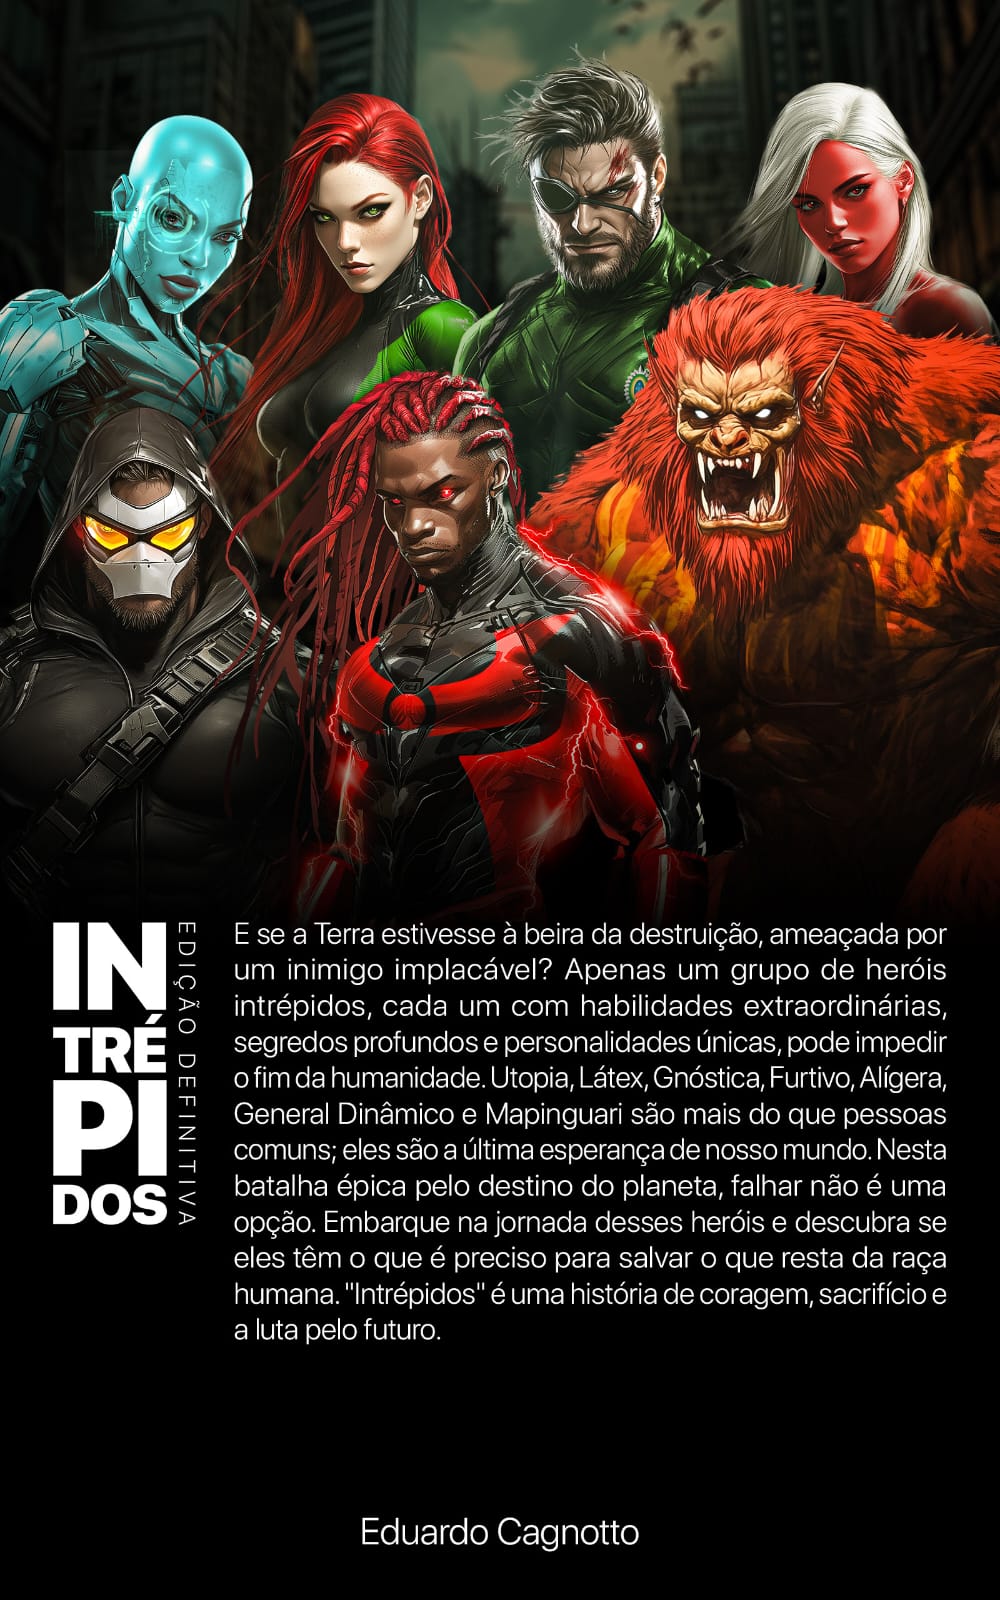 IN
TRÉ
PI
DOS
EDIÇÃO DEFINITIVA
E se a Terra estivesse à beira da destruição, ameaçada por
um inimigo implacável? Apenas um grupo de heróis
intrépidos, cada um com habilidades extraordinárias,
segredos profundos e personalidades únicas, pode impedir
o fim da humanidade. Utopia, Látex, Gnóstica, Furtivo, Alígera,
General Dinâmico e Mapinguari são mais do que pessoas
comuns; eles são a última esperança de nosso mundo. Nesta
batalha épica pelo destino do planeta, falhar não é uma
opção. Embarque na jornada desses heróis e descubra se
eles têm o que é preciso para salvar o que resta da raça
humana. "Intrépidos" é uma história de coragem, sacrifício e
a luta pelo futuro.
Eduardo Cagnotto